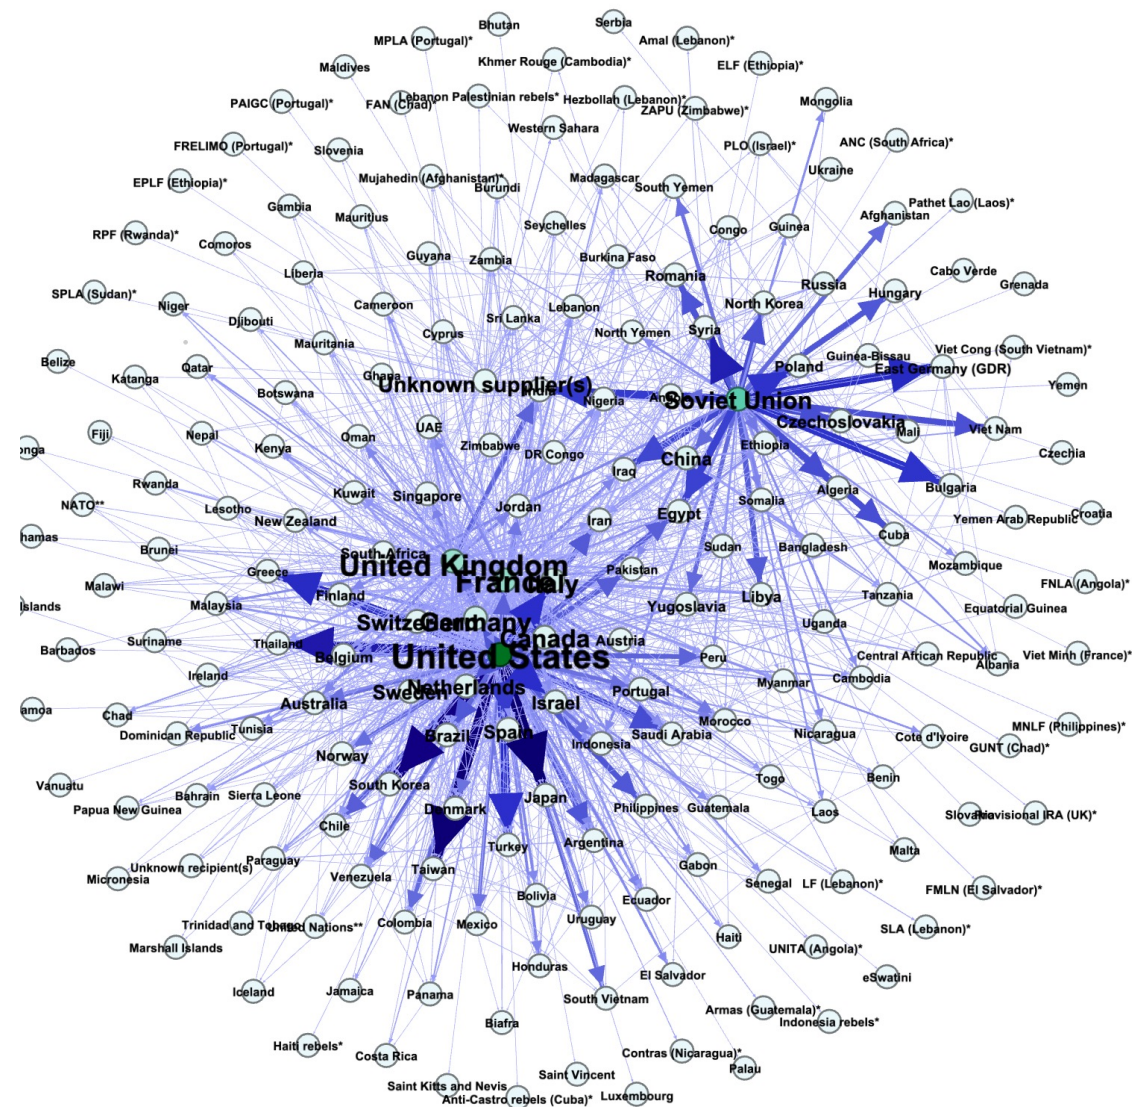 Serbia
Bhutan
MPLA (Portugal)*
Amal (Lebanon)*
Khmer Rouge (Cambodia)*
ELF (Ethiopia)*
Maldives
Lebanon Palestinian rebels*
Hezbollah (Lebanon)*
Mongolia
PAIGC (Portugal)*
FAN (Chad)*
ZAPU (Zimbabwe)*
Western Sahara
FRELIMO (Portugal)*
Slovenia
PLO (Israel)*
ANC (South Africa)*
EPLF (Ethiopia)*
Mujahedin (Afghanistan)*
Burundi
Madagascar
South Yemen
Ukraine
Gambia
Mauritius
Seychelles
Congo
Guinea
Afghanistan
Pathet Lao (Laos)*
RPF (Rwanda)*
Comoros
Guyana
Zambia
Burkina Faso
Liberia
Romania
Russia
Cabo Verde
Grenada
SPLA (Sudan)*
Niger
Cameroon
Lebanon
North Korea
Hungary
Djibouti
Sri Lanka
Mauritania
Cyprus
North Yemen
Syria
Viet Cong (South Vietnam)*
Belize
Katanga
Qatar
Ghana
Unknown supplier(s)
India
Poland
Guinea-Bissau
East Germany (GDR)
Yemen
Botswana
Nigeria
Angola
Soviet Union
Fiji
Nepal
Oman
UAE
Czechoslovakia
Mali
Viet Nam
onga
Kenya
Zimbabwe
DR Congo
Ethiopia
Czechia
Iraq
China
Rwanda
Kuwait
Singapore
Algeria
Bulgaria
NATO**
Lesotho
New Zealand
Jordan
Iran
Egypt
Somalia
Yemen Arab Republic
Croatia
hamas
Brunei
South Africa
Sudan
Bangladesh
Cuba
Greece
United Kingdom
Pakistan
Mozambique
Malawi
Finland
France
Italy
FNLA (Angola)*
slands
Malaysia
Yugoslavia
Libya
Tanzania
Equatorial Guinea
Switzerland
Germany
Uganda
Barbados
Suriname
Thailand
Canada
Austria
Belgium
United States
Peru
Central African Republic
Albania
Viet Minh (France)*
Ireland
Netherlands
Myanmar
Cambodia
Sweden
Portugal
amoa
Chad
Australia
Israel
Dominican Republic
Tunisia
Brazil
Spain
Saudi Arabia
Morocco
Nicaragua
Cote d'Ivoire
MNLF (Philippines)*
GUNT (Chad)*
Norway
Indonesia
Vanuatu
South Korea
Togo
Benin
Papua New Guinea
Bahrain
Sierra Leone
Denmark
Japan
Philippines
Guatemala
Laos
Slovakia
Provisional IRA (UK)*
Chile
Turkey
Argentina
Malta
Unknown recipient(s)
Paraguay
Taiwan
Gabon
Micronesia
Venezuela
Bolivia
Senegal
LF (Lebanon)*
FMLN (El Salvador)*
Ecuador
Trinidad and Tobago
United Nations**
Colombia
Mexico
Uruguay
Haiti
SLA (Lebanon)*
Marshall Islands
UNITA (Angola)*
Honduras
El Salvador
eSwatini
Iceland
Jamaica
Panama
South Vietnam
Armas (Guatemala)*
Indonesia rebels*
Biafra
Haiti rebels*
Costa Rica
Contras (Nicaragua)*
Palau
Saint Kitts and Nevis
Saint Vincent
Anti-Castro rebels (Cuba)*
Luxembourg